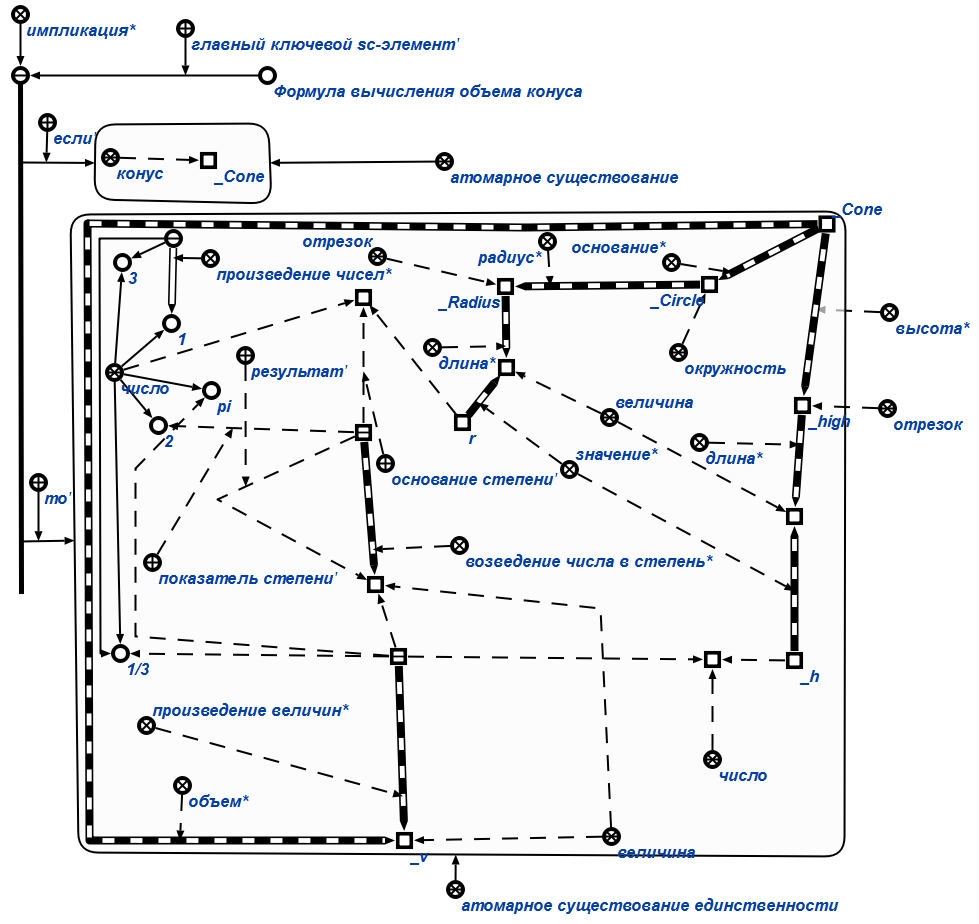 импликация*
главный ключевой sc-элемент'
Формула вычисления объема конуса
если'
конус
_Cone
атомарное существование
_Cone
отрезок
основание*
радиус*
3
произведение чисел*
_Radius
_Circle
1
высота*
результат'
длина*
окружность
число
pi
величина
_high
отрезок
2
r
значение*
длина*
основание степени'
то'
возведение числа в степень*
показатель степени'
1/3
_h
произведение величин*
число
объем*
_v
величина
атомарное существование единственности